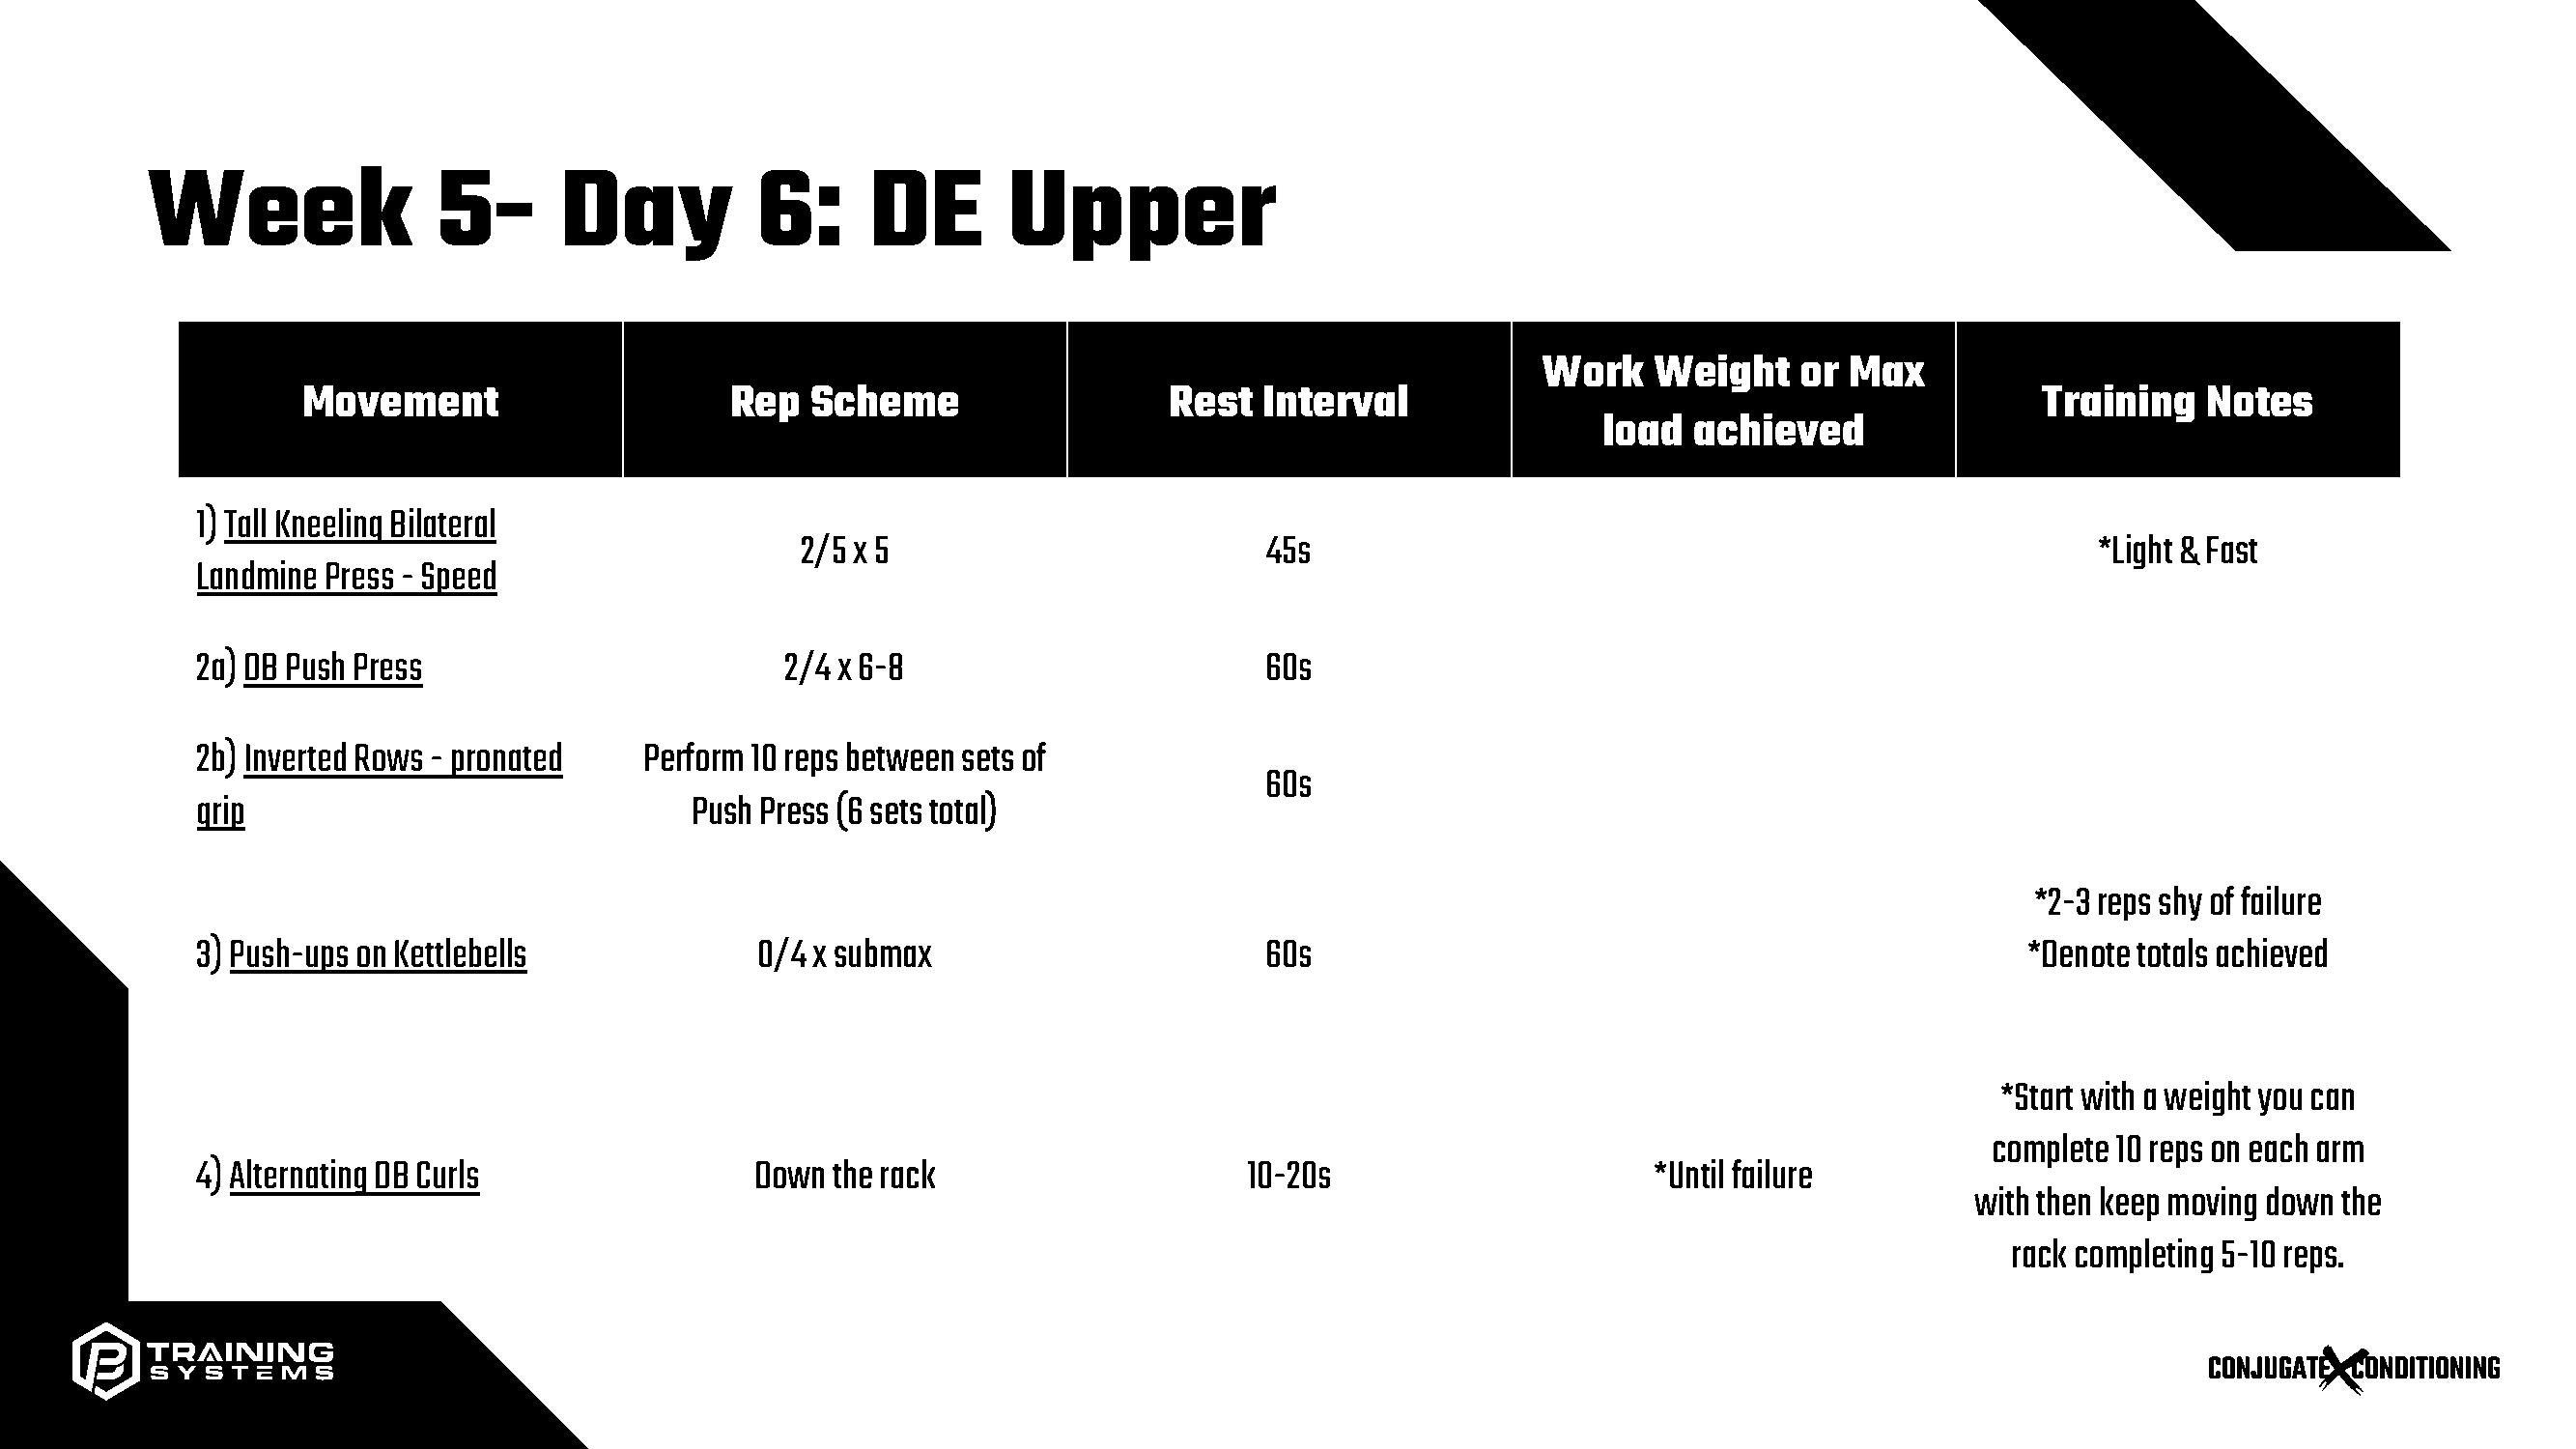 Week 5- Day 6: DE Upper
Movement
Rep Scheme
Rest Interval
Work Weight or Max
load achieved
Training Notes
1) Tall Kneeling Bilateral
Landmine Press - Speed
2/5 x 5
45s
*Light & Fast
2a) DB Push Press
2/4 x 6-8
60s
2b) Inverted Rows - pronated
grip
Perform 10 reps between sets of
Push Press (6 sets total)
60s
3) Push-ups on Kettlebells
0/4 x submax
60s
*2-3 reps shy of failure
*Denote totals achieved
4) Alternating DB Curls
Down the rack
10-20s
*Until failure
*Start with a weight you can
complete 10 reps on each arm
with then keep moving down the
rack completing 5-10 reps.
TRAINING
SYSTEMS
CONJUGATE X CONDITIONING